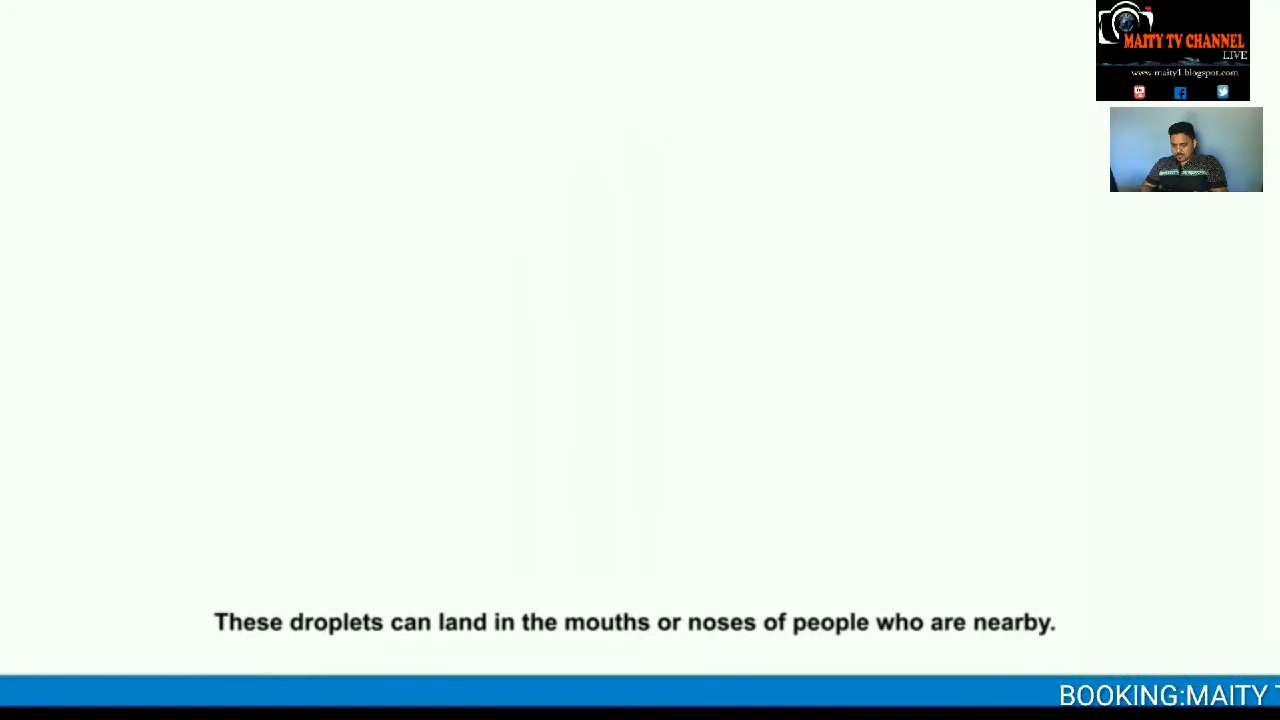 MAITY TV CHANNEL
LIVE
www.maity1.blogspot.com
These droplets can land in the mouths or noses of people who are nearby.
BOOKING:MAITY T